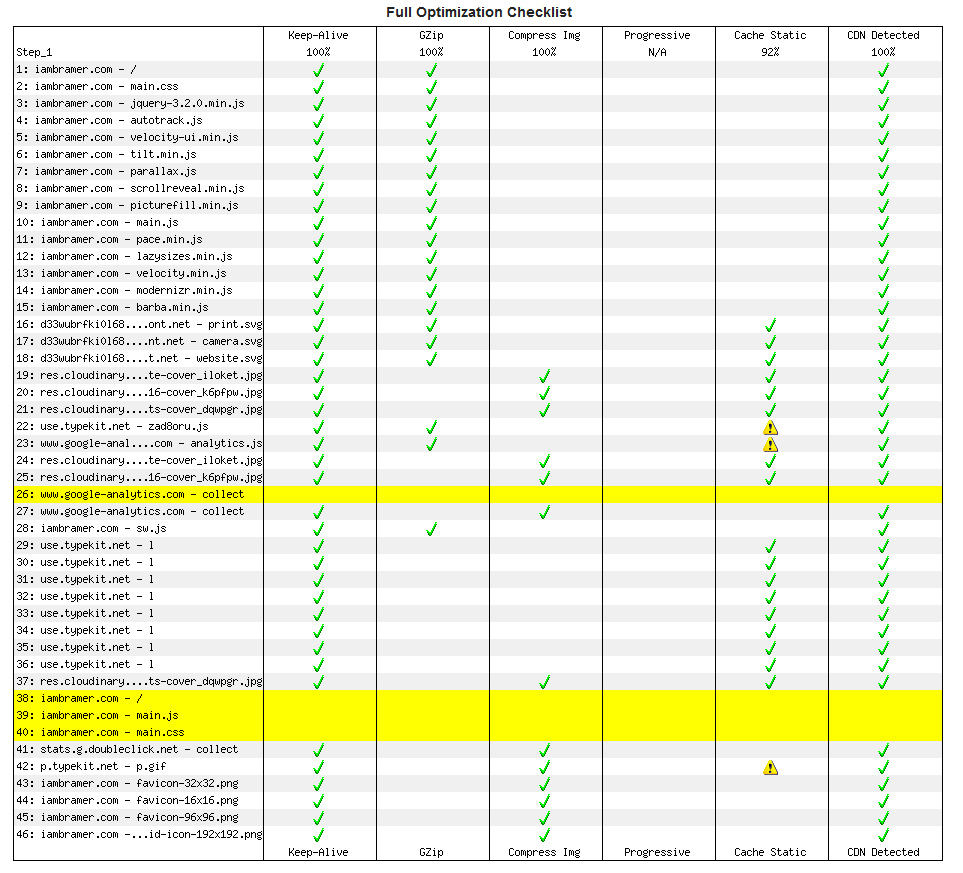 Full Optimization Checklist
Keep-Alive GZip Compress Img Progressive Cache Static CDN Detected
Step_1 100% 100% 100% N/A 92% 100%
1: iambramer.com - /
2: iambramer.com - main.css
3: iambramer.com - jquery-3.2.0.min.js
4: iambramer.com - autotrack.js
5: iambramer.com - velocity-ui.min.js
6: iambramer.com - tilt.min.js
7: iambramer.com - parallax.js
8: iambramer.com - scrollreveal.min.js
9: iambramer.com - picturefill.min.js
10: iambramer.com - main.js
11: iambramer.com - pace.min.js
12: iambramer.com - lazysizes.min.js
13: iambramer.com - velocity.min.js
14: iambramer.com - modernizr.min.js
15: iambramer.com - barba.min.js
16: d33wubrfki0l68....ont.net - print.svg
17: d33wubrfki0l68....nt.net - camera.svg
18: d33wubrfki0l68....t.net - website.svg
19: res.cloudinary....te-cover_iloket.jpg
20: res.cloudinary....16-cover_k6pfpw.jpg
21: res.cloudinary....ts-cover_dqwpgr.jpg
22: use.typekit.net - zad8oru.js
23: www.google-anal....com - analytics.js
24: res.cloudinary....te-cover_iloket.jpg
25: res.cloudinary....16-cover_k6pfpw.jpg
26: www.google-analytics.com - collect
27: www.google-analytics.com - collect
28: iambramer.com - sw.js
29: use.typekit.net - l
30: use.typekit.net - l
31: use.typekit.net - l
32: use.typekit.net - l
33: use.typekit.net - l
34: use.typekit.net - l
35: use.typekit.net - l
36: use.typekit.net - l
37: res.cloudinary....ts-cover_dqwpgr.jpg
38: iambramer.com - /
39: iambramer.com - main.js
40: iambramer.com - main.css
41: stats.g.doubleclick.net - collect
42: p.typekit.net - p.gif
43: iambramer.com - favicon-32x32.png
44: iambramer.com - favicon-16x16.png
45: iambramer.com - favicon-96x96.png
46: iambramer.com -...id-icon-192x192.png
Keep-Alive GZip Compress Img Progressive Cache Static CDN Detected